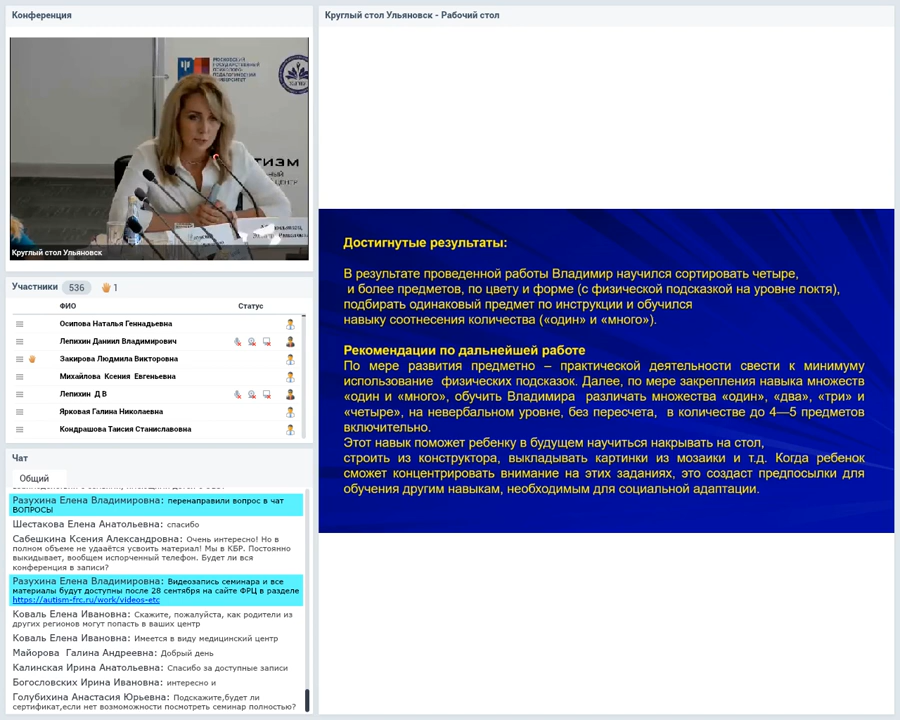 Конференция
МОСКОВСКИЙ
ГОСУДАРСТВЕННЫЙ
ПСИХОЛОГО-
ПЕДАГОГИЧЕСКИЙ
УНИВЕРСИТЕТ
ТИЗМ
ЦЕНТР
Круглый стол Ульяновск
Участники 536 1
ФИО Статус
Осипова Наталья Геннадьевна
Лепихин Даниил Владимирович
Закирова Людмила Викторовна
Михайлова Ксения Евгеньевна
Лепихин Д В
Ярковая Галина Николаевна
Кондрашова Таисия Станиславовна
Чат
Общий
Разухина Елена Владимировна: перенаправили вопрос в чат
ВОПРОСЫ
Шестакова Елена Анатольевна: спасибо
Сабешкина Ксения Александровна: Очень интересно! Но в
полном объеме не удааётся усвоить материал! Мы в КБР. Постоянно
выкидывает, вообщем испорченный телефон. Будет ли вся
конференция в записи?
Разухина Елена Владимировна: Видеозапись семинара и все
материалы будут доступны после 28 сентября на сайте ФРЦ в разделе
https://autism-frc.ru/work/videos-etc
Коваль Елена Ивановна: Скажите, пожалуйста, как родители из
других регионов могут попасть в ваших центр
Коваль Елена Ивановна: Имеется в виду медицинский центр
Майорова Галина Андреевна: Добрый день
Калинская Ирина Анатольевна: Спасибо за доступные записи
Богословских Ирина Ивановна: интересно и
Голубихина Анастасия Юрьевна: Подскажите,будет ли
сертификат,если нет возмоможности посмотреть семинар полностью?
Круглый стол Ульяновск - Рабочий стол
Достигнутые результаты:
В результате проведенной работы Владимир научился сортировать четыре,
и более предметов, по цвету и форме (с физической подсказкой на уровне локтя),
подбирать одинаковый предмет по инструкции и обучился
навыку соотнесения количества («один» и «много»).
Рекомендации по дальнейшей работе
По мере развития предметно – практической деятельности свести к минимуму
использование физических подсказок. Далее, по мере закрепления навыка множеств
«один и «много», обучить Владимира различать множества «один», «два», «три» и
«четыре», на невербальном уровне, без пересчета, в количестве до 4—5 предметов
включительно.
Этот навык поможет ребенку в будущем научиться накрывать на стол,
строить из конструктора, выкладывать картинки из мозаики и т.д. Когда ребенок
сможет концентрировать внимание на этих заданиях, это создаст предпосылки для
обучения другим навыкам, необходимым для социальной адаптации.